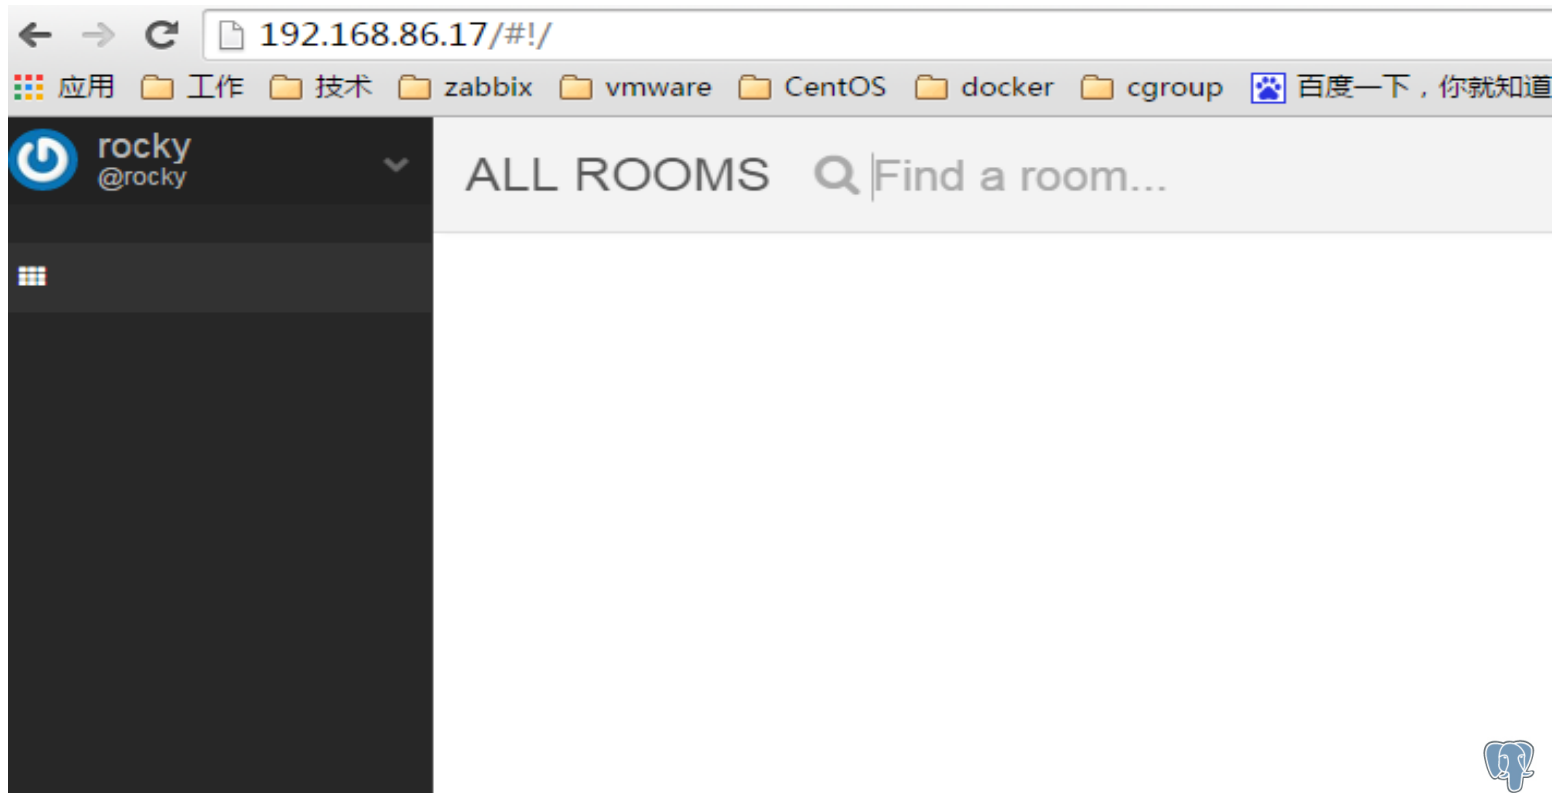 192.168.86.17/#!/
应用 工作 技术 zabbix vmware CentOS docker cgroup 百度一下，你就知道
rocky
@rocky
ALL ROOMS Find a room...